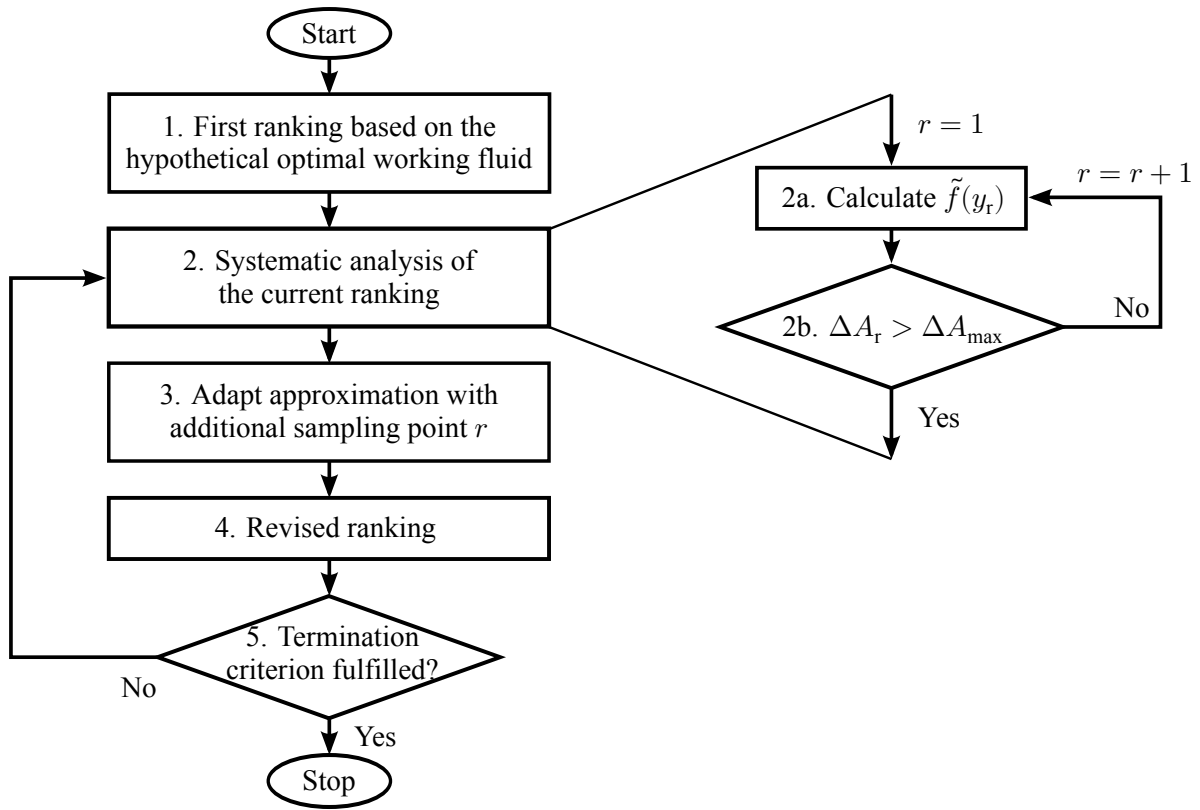 Start
1. First ranking based on the
hypothetical optimal working fluid
2. Systematic analysis of
the current ranking
3. Adapt approximation with
additional sampling point r
4. Revised ranking
5. Termination
criterion fulfilled?
No
Yes
Stop
r = 1
r = r + 1
2a. Calculate f̃(y_r)
2b. ΔA_r > ΔA_max
No
Yes